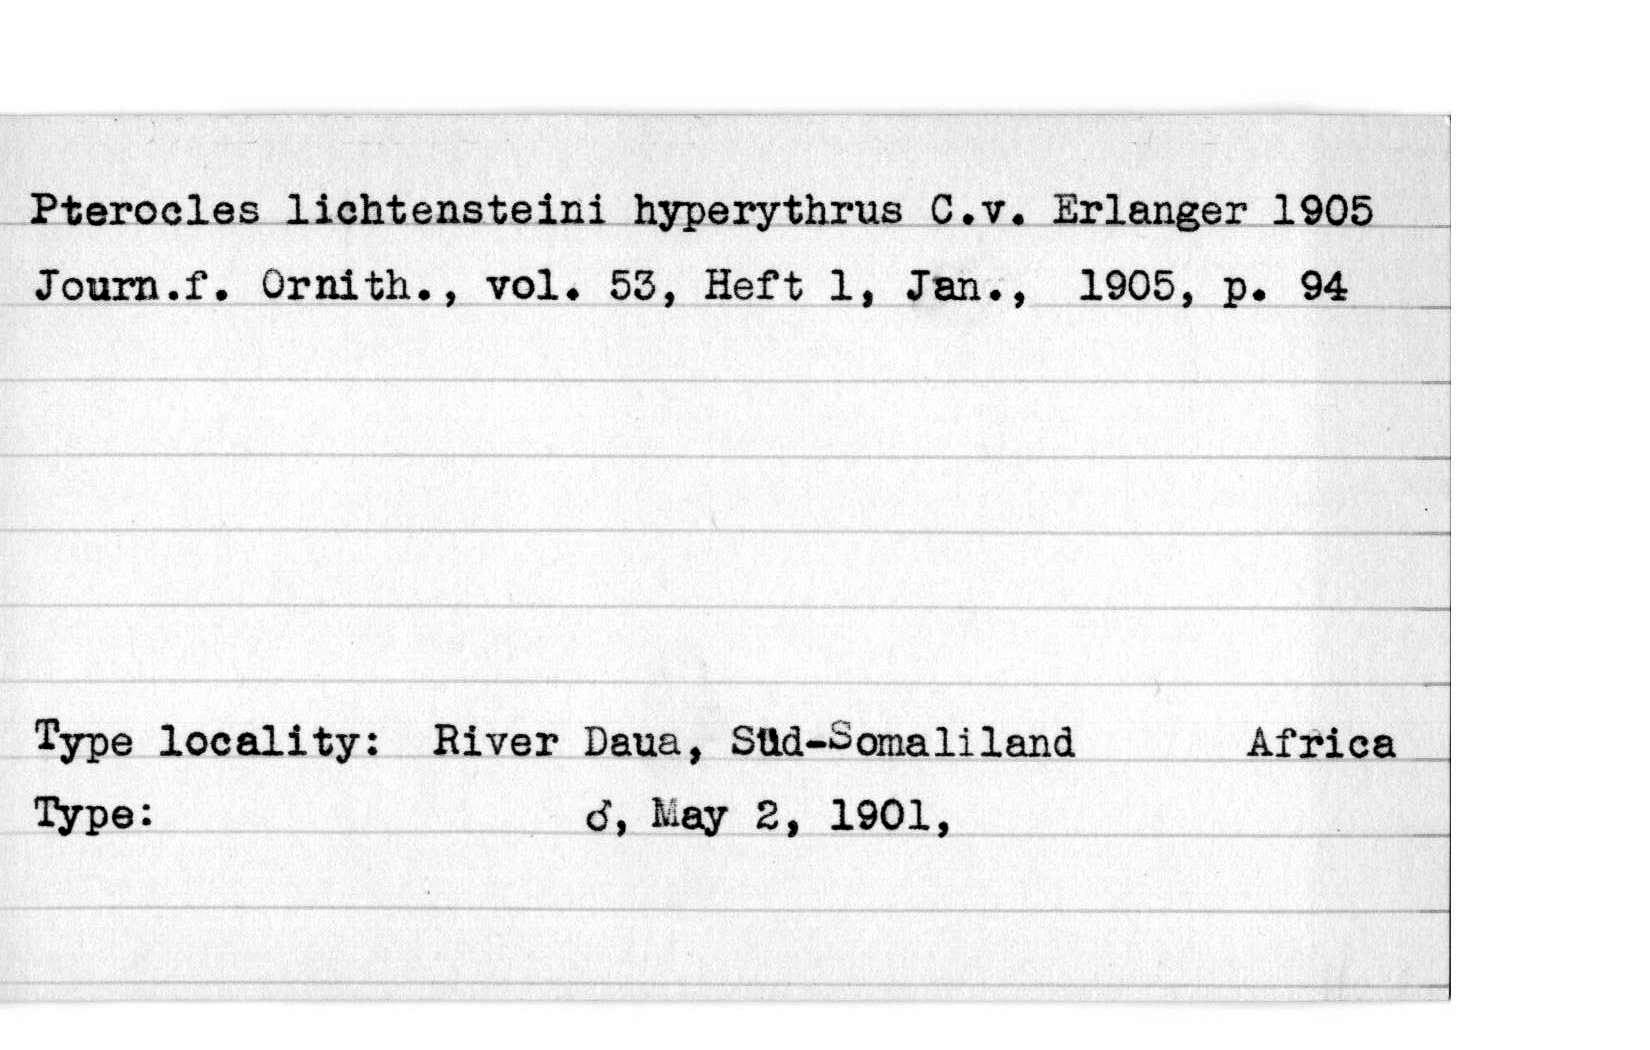 Pterocles lichtensteini hyperythrus C.v. Erlanger 1905
Journ.f. Ornith., vol. 53, Heft 1, Jan., 1905, p. 94
Type locality: River Daua, Süd-Somaliland Africa
Type: ♂, May 2, 1901,